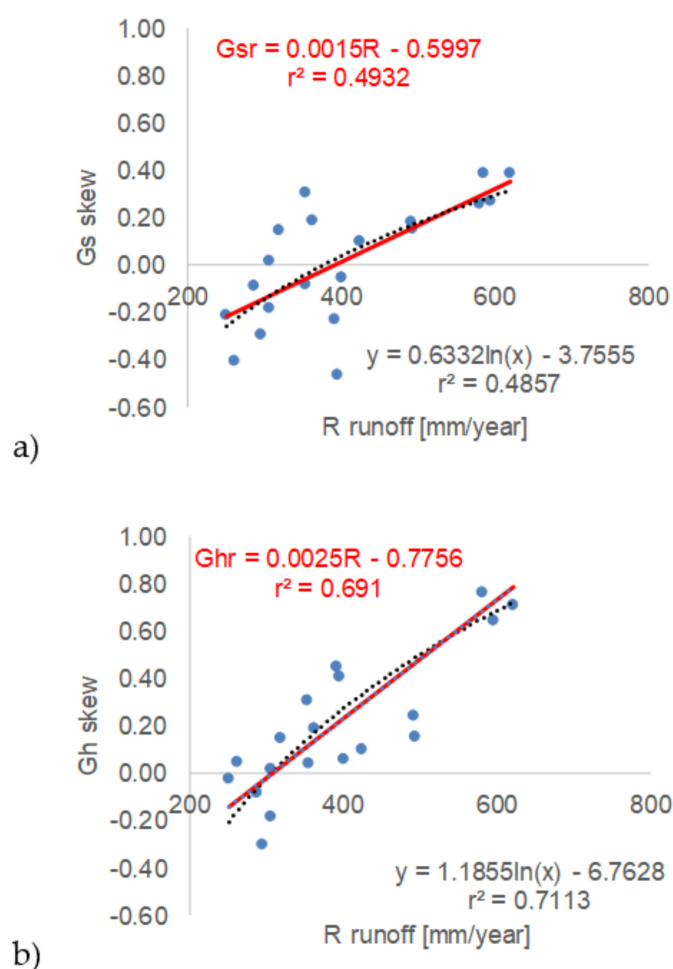 1.00
Gsr = 0.0015R - 0.5997
0.80
r² = 0.4932
0.60
0.40
0.20
0.00
200 400 600 800
-0.20
-0.40
y = 0.6332ln(x) - 3.7555
r² = 0.4857
-0.60
Gs skew
R runoff [mm/year]
a)
1.00
Ghr = 0.0025R - 0.7756
0.80
r² = 0.691
0.60
0.40
0.20
0.00
200 400 600 800
-0.20
-0.40
y = 1.1855ln(x) - 6.7628
r² = 0.7113
-0.60
Gh skew
R runoff [mm/year]
b)